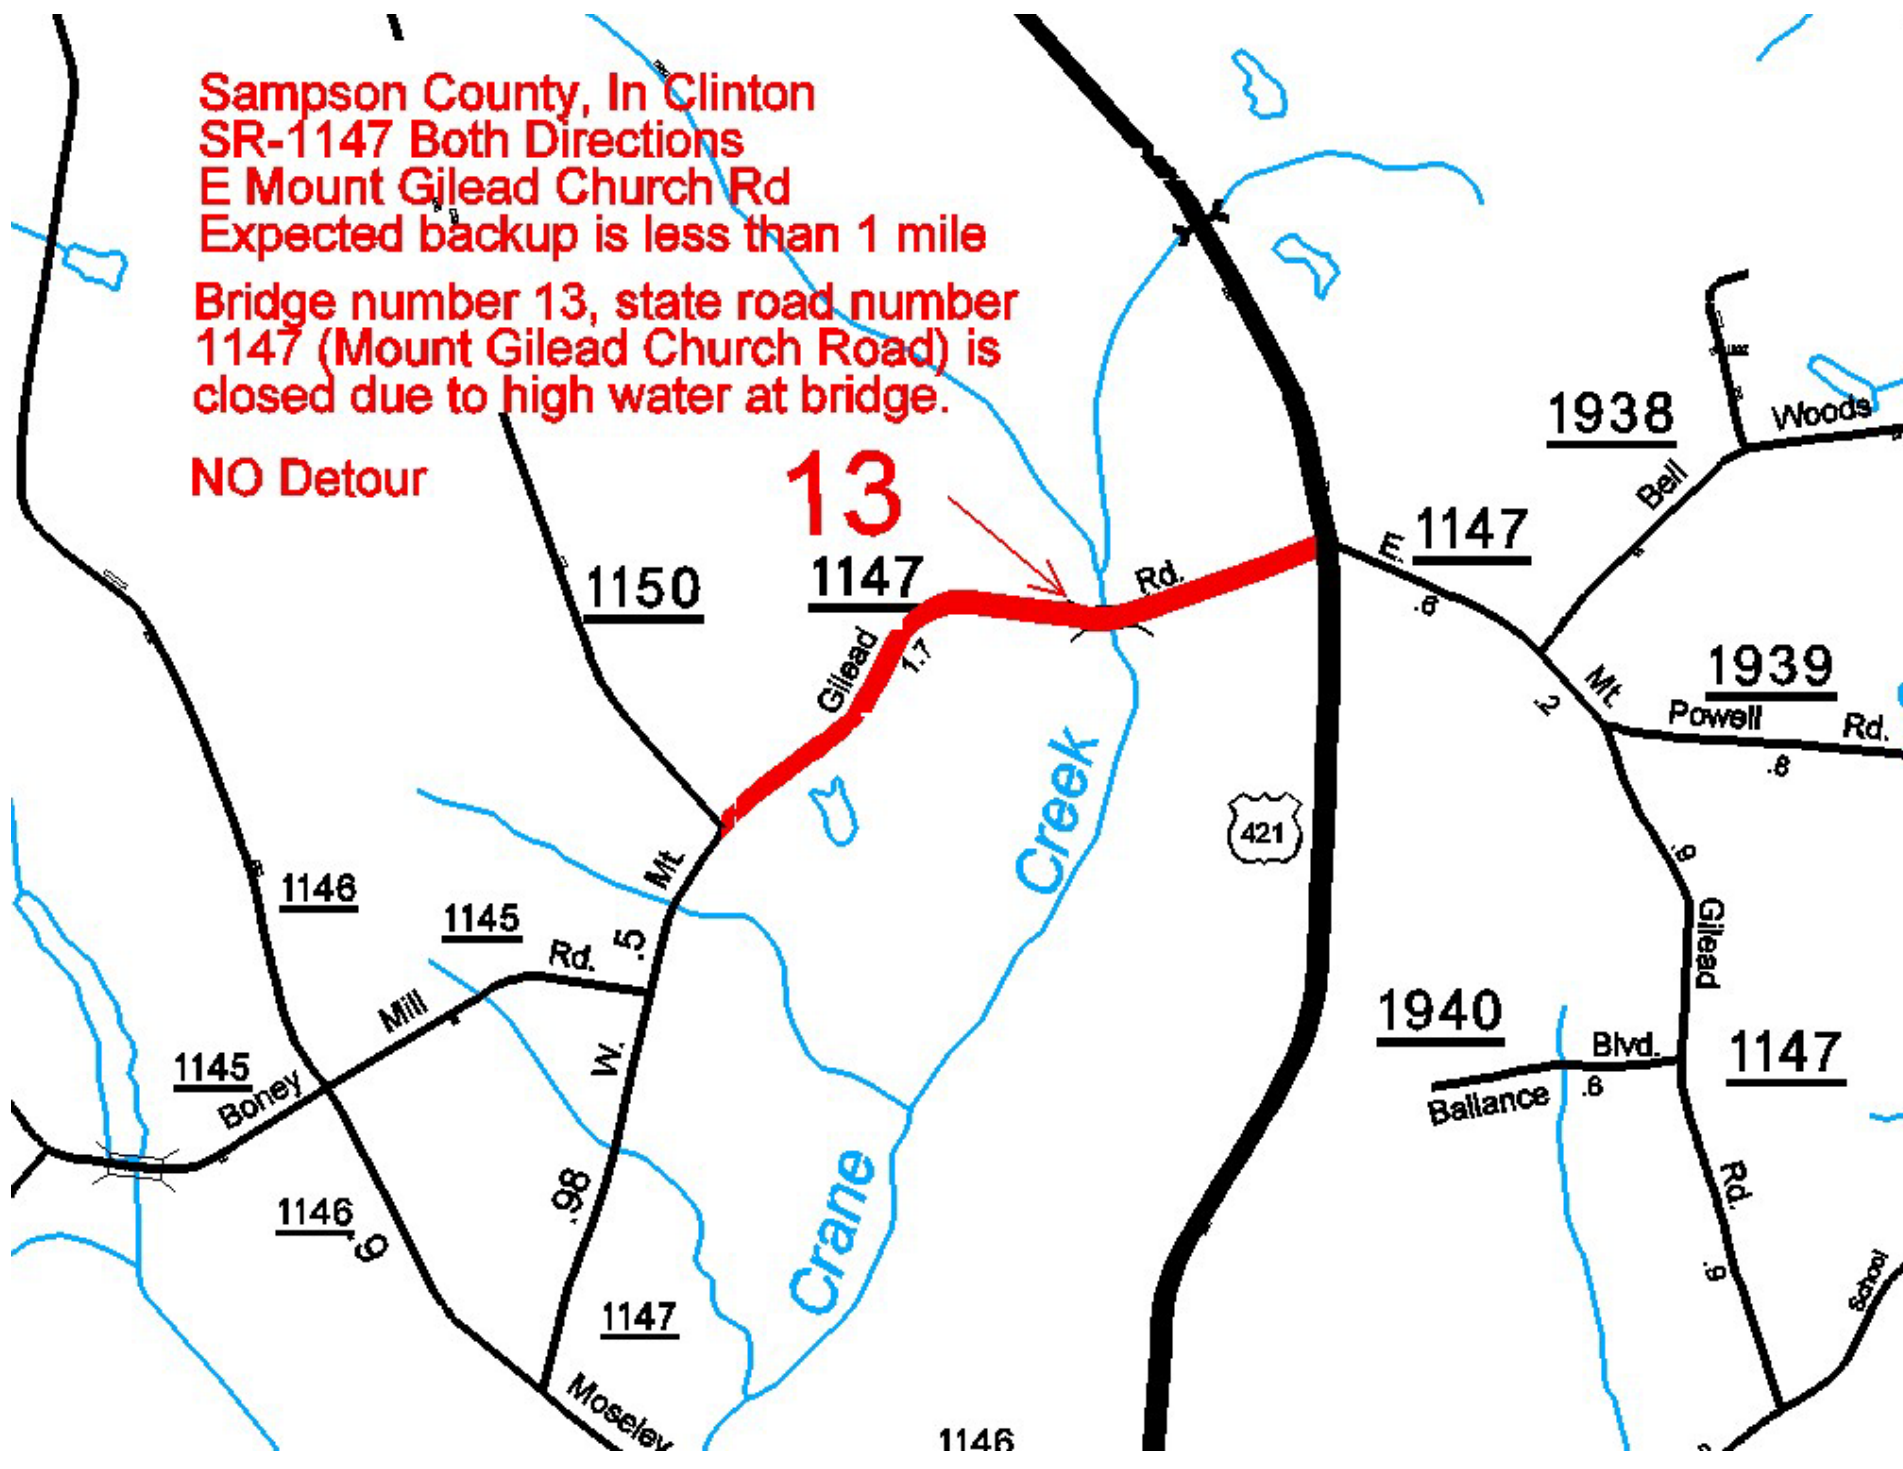 Sampson County, In Clinton
SR-1147 Both Directions
E Mount Gilead Church Rd
Expected backup is less than 1 mile
Bridge number 13, state road number
1147 (Mount Gilead Church Road) is
closed due to high water at bridge.
NO Detour
13
1938
Woods
Bell
1147
E.
.6
1147
Rd.
1150
Gilead
1.7
1939
Mt.
.2
Powell
Rd.
.8
Creek
421
Mt.
.9
1146
1145
Rd.
.5
Gilead
Mill
W.
1940
Blvd.
1147
1145
Boney
Ballance
.6
.98
Crane
Rd.
1146
.9
.9
School
1147
Moseley
1146